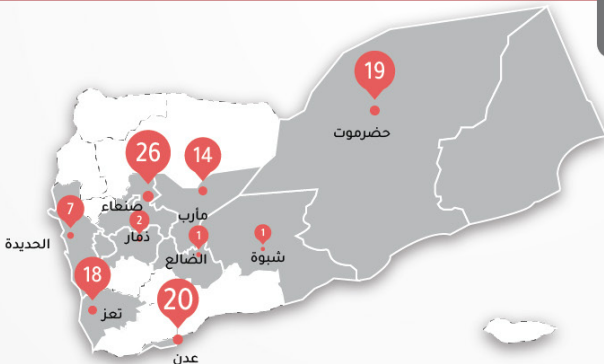 19
حضرموت
26
14
صنعاء
مأرب
7
2
ذمار
1
1
الحديدة
الضالع
شبوة
18
20
تعز
عدن